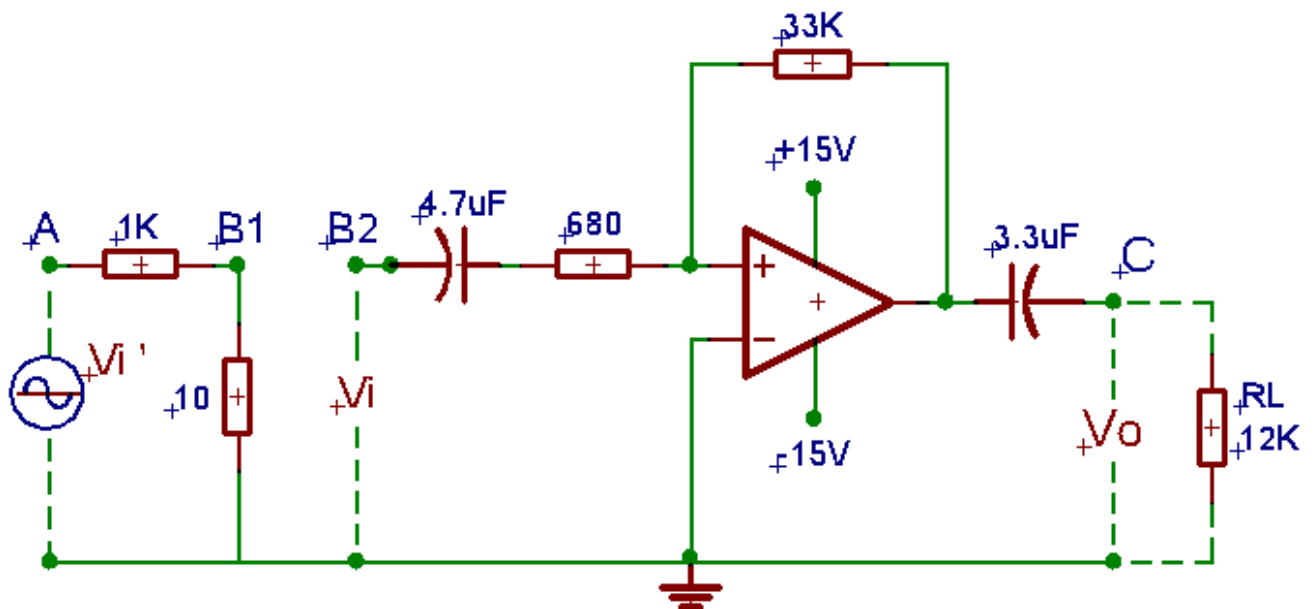 33K
+15V
4.7uF
A
1K
B1
B2
680
3.3uF
C
+
Vi '
10
Vi
-
-15V
Vo
RL
12K